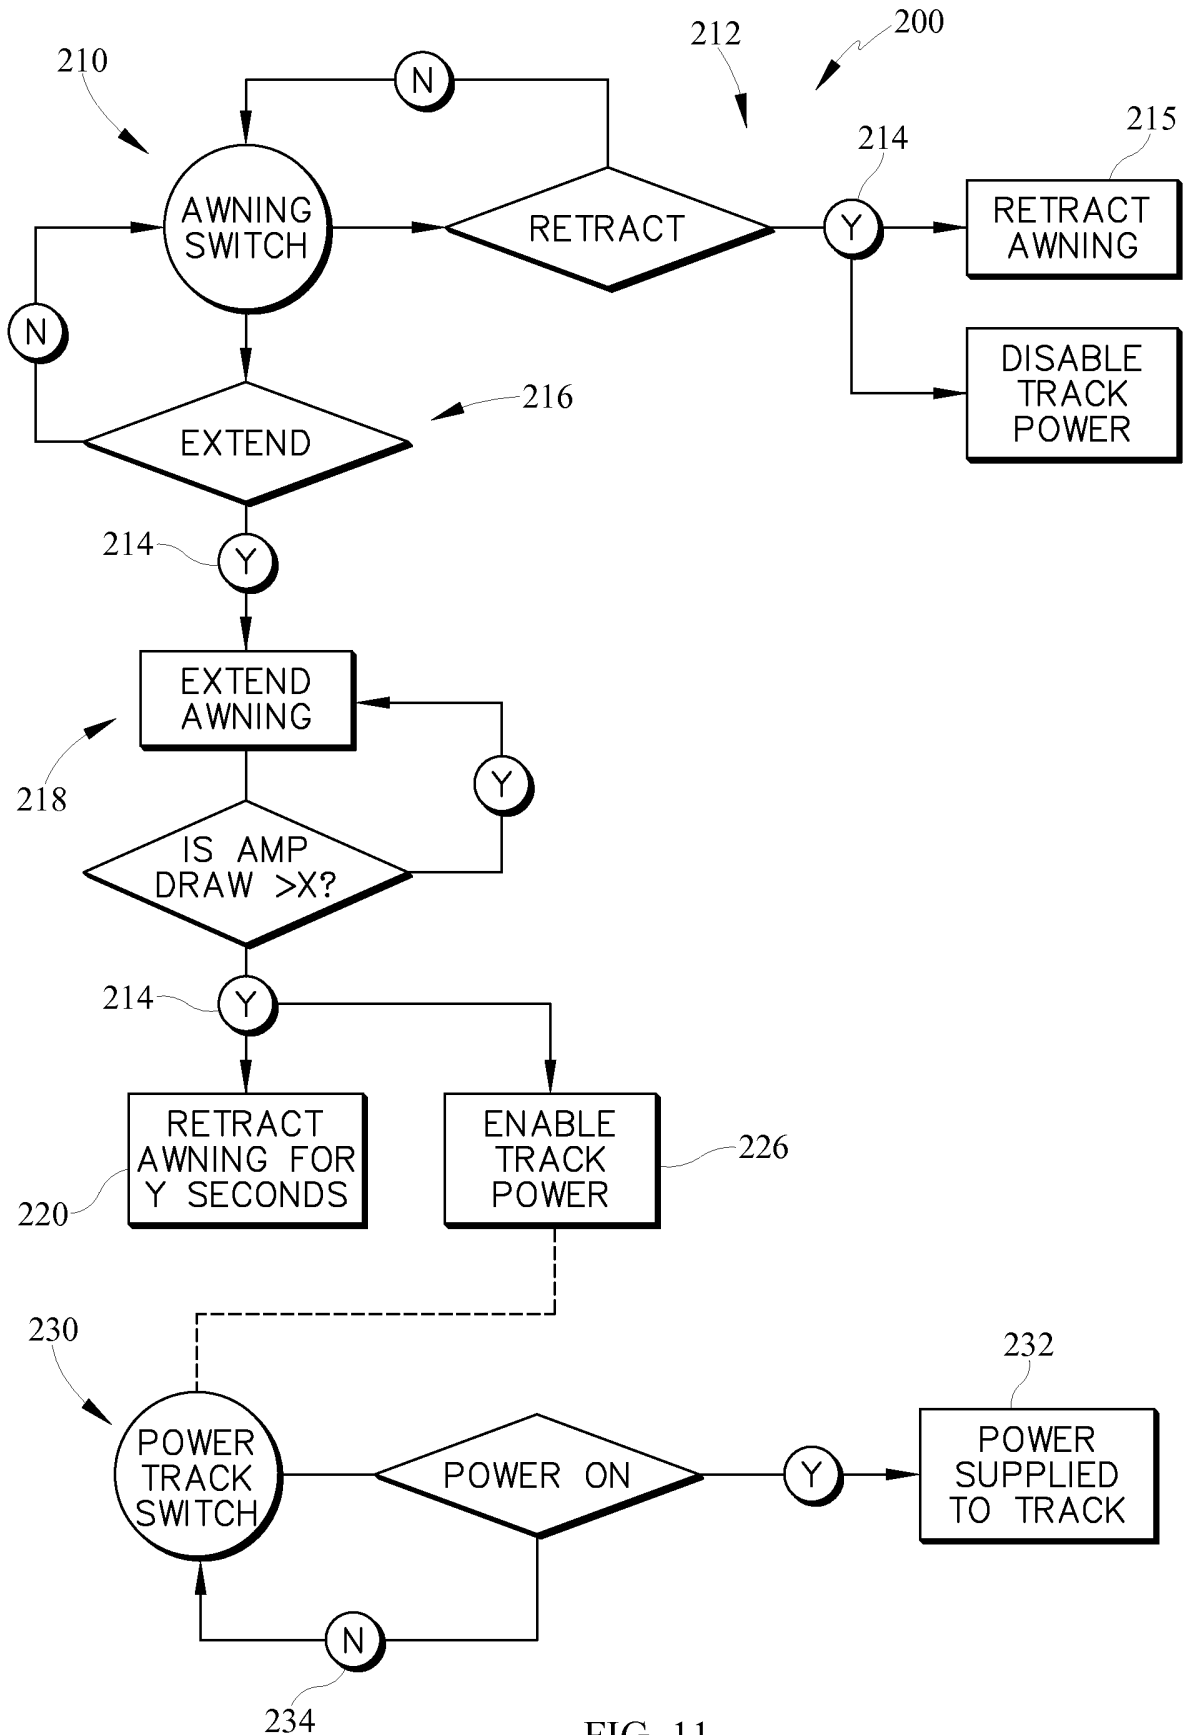 200
212
210
N
215
214
AWNING
SWITCH
RETRACT
Y
RETRACT
AWNING
N
DISABLE
TRACK
POWER
216
EXTEND
214
Y
EXTEND
AWNING
218
Y
IS AMP
DRAW >X?
214
Y
RETRACT
AWNING FOR
Y SECONDS
220
ENABLE
TRACK
POWER
226
230
232
POWER
TRACK
SWITCH
POWER ON
Y
POWER
SUPPLIED
TO TRACK
N
234
FIG. 11